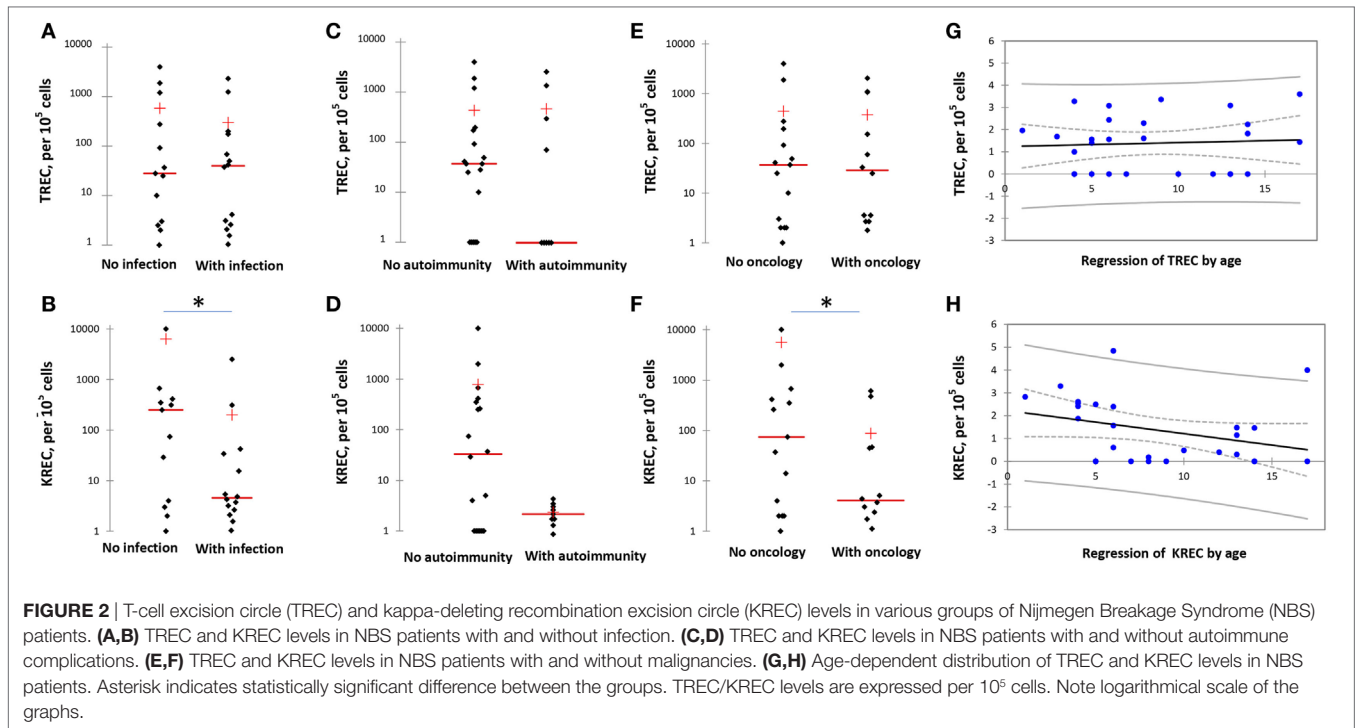 A
10000
1000
100
10
1
TREC, per 10⁵ cells
No infection With infection
C
10000
1000
100
10
1
TREC, per 10⁵ cells
No autoimmunity With autoimmunity
E
10000
1000
100
10
1
TREC, per 10⁵ cells
No oncology With oncology
G
6
5
4
3
2
1
0
-1
-2
-3
0 5 10 15
TREC, per 10⁵ cells
Regression of TREC by age
B
*
10000
1000
100
10
1
KREC, per 10⁵ cells
No infection With infection
D
10000
1000
100
10
1
KREC, per 10⁵ cells
No autoimmunity With autoimmunity
F
*
10000
1000
100
10
1
KREC, per 10⁵ cells
No oncology With oncology
H
6
5
4
3
2
1
0
-1
-2
-3
0 5 10 15
KREC, per 10⁵ cells
Regression of KREC by age
FIGURE 2 | T-cell excision circle (TREC) and kappa-deleting recombination excision circle (KREC) levels in various groups of Nijmegen Breakage Syndrome (NBS)
patients. (A,B) TREC and KREC levels in NBS patients with and without infection. (C,D) TREC and KREC levels in NBS patients with and without autoimmune
complications. (E,F) TREC and KREC levels in NBS patients with and without malignancies. (G,H) Age-dependent distribution of TREC and KREC levels in NBS
patients. Asterisk indicates statistically significant difference between the groups. TREC/KREC levels are expressed per 10⁵ cells. Note logarithmical scale of the
graphs.